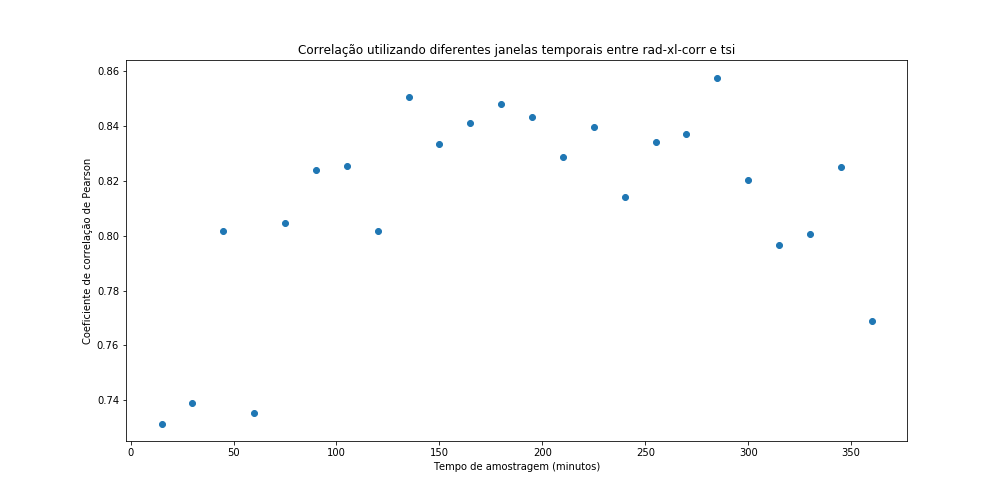 Correlação utilizando diferentes janelas temporais entre rad-xl-corr e tsi
0.86
0.84
0.82
0.80
0.78
0.76
0.74
Coeficiente de correlação de Pearson
0 50 100 150 200 250 300 350
Tempo de amostragem (minutos)